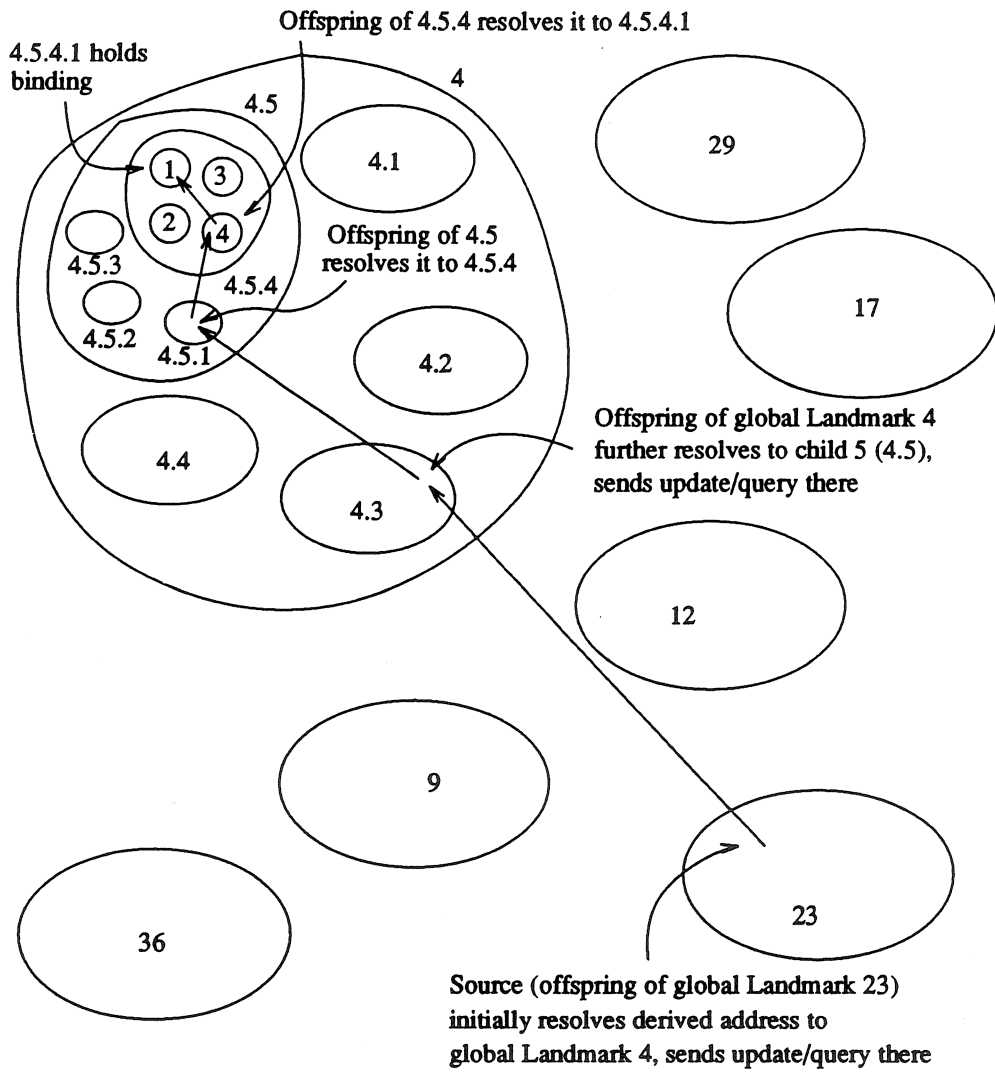 Offspring of 4.5.4 resolves it to 4.5.4.1
4.5.4.1 holds
binding
4
4.5
4.1
29
1
3
2
4
Offspring of 4.5
resolves it to 4.5.4
4.5.3
4.5.4
4.5.2
4.5.1
17
4.2
Offspring of global Landmark 4
further resolves to child 5 (4.5),
sends update/query there
4.4
4.3
12
9
23
36
Source (offspring of global Landmark 23)
initially resolves derived address to
global Landmark 4, sends update/query there